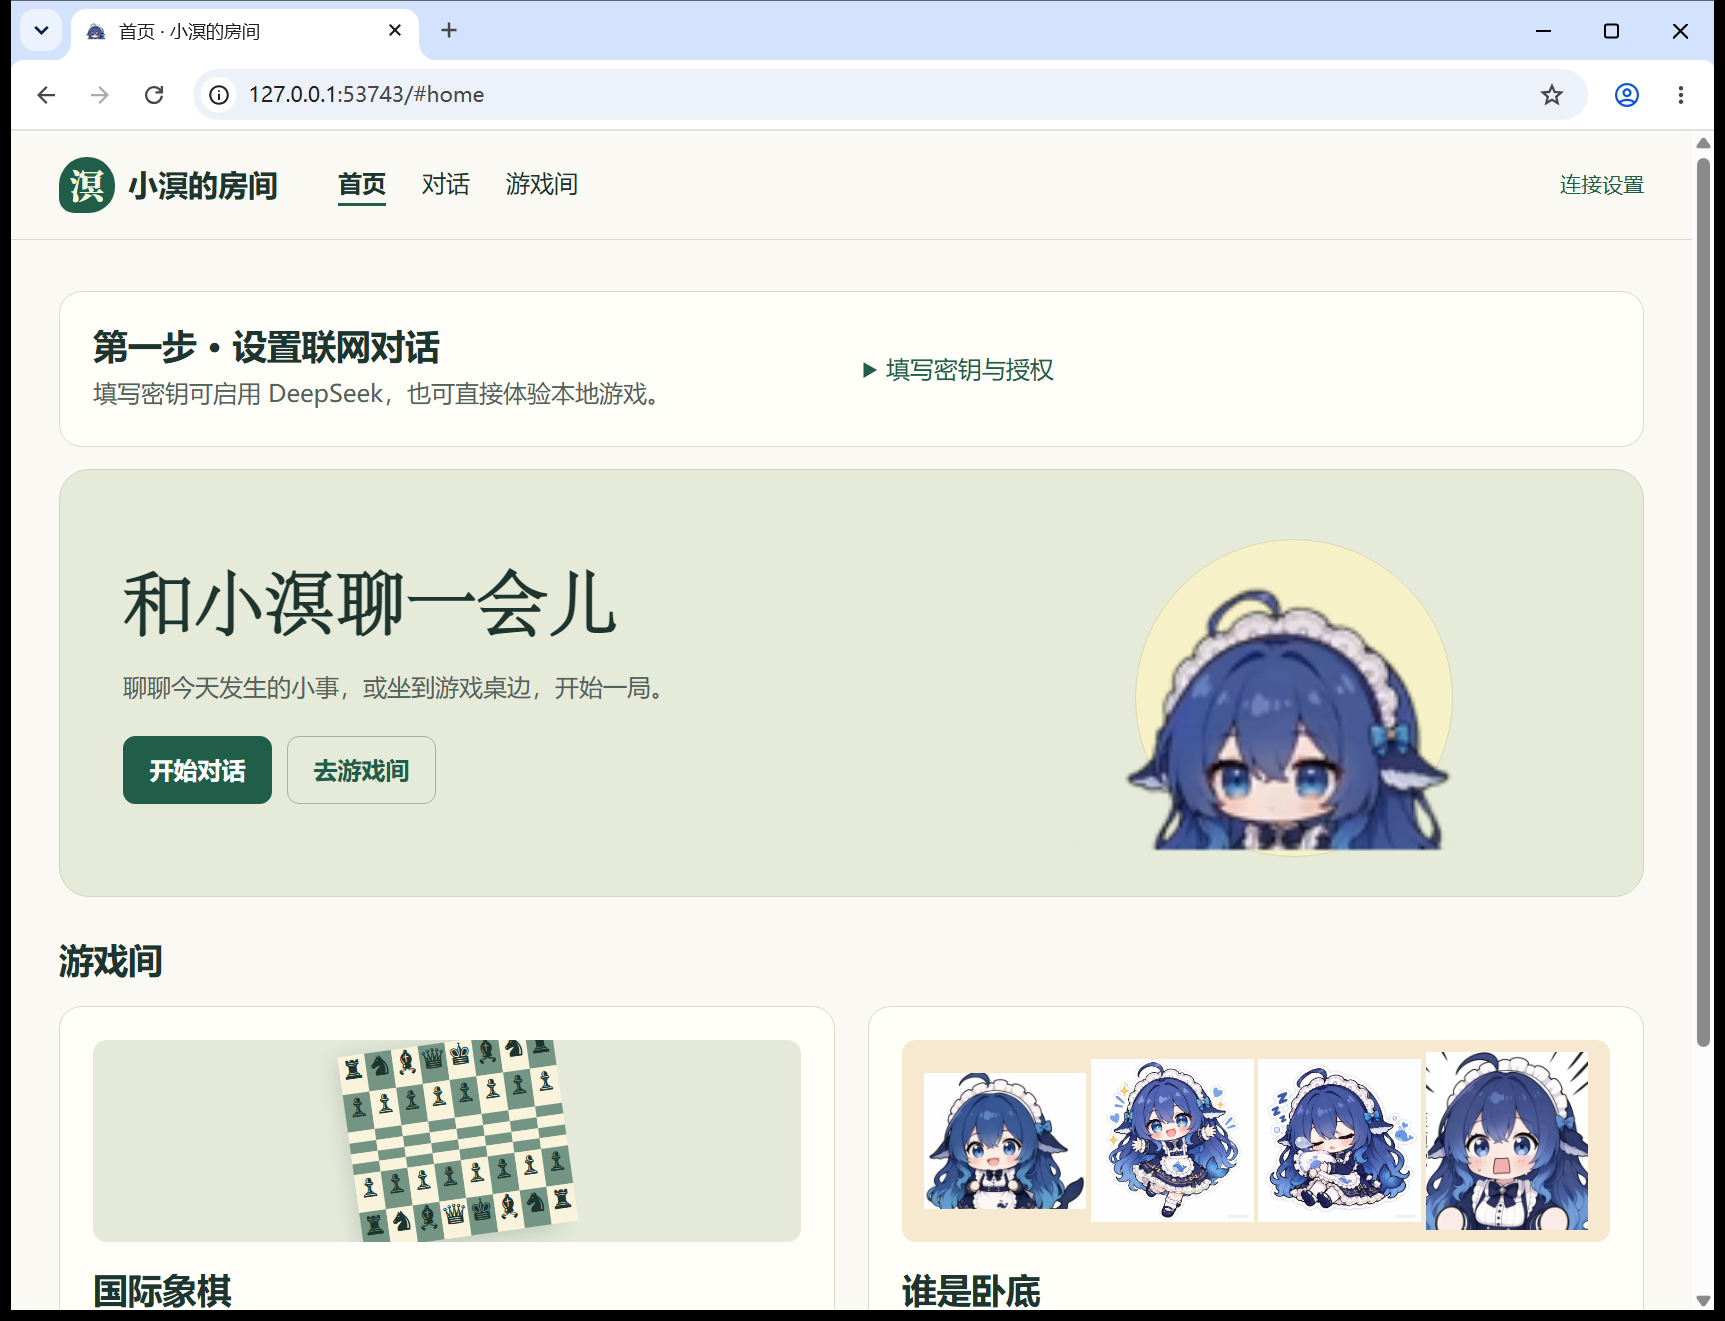 首页 · 小溟的房间
127.0.0.1:53743/#home
溟 小溟的房间 首页 对话 游戏间 连接设置
第一步 · 设置联网对话
填写密钥可启用 DeepSeek，也可直接体验本地游戏。
▶ 填写密钥与授权
和小溟聊一会儿
聊聊今天发生的小事，或坐到游戏桌边，开始一局。
开始对话 去游戏间
游戏间
z z z
国际象棋 谁是卧底